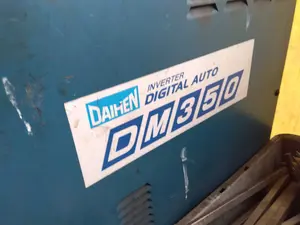 DAIHEN
INVERTER
DIGITAL AUTO
DM350